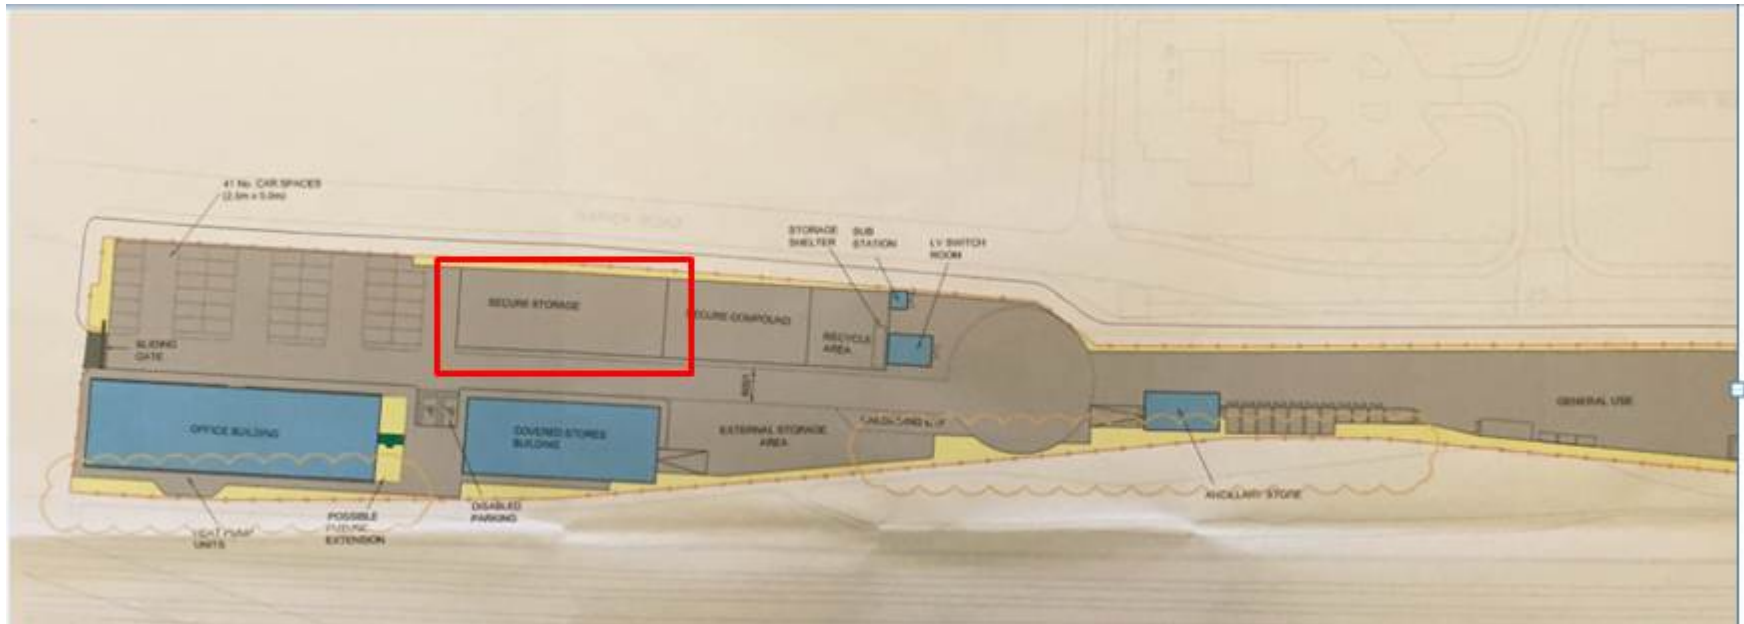 41 No. CAR SPACES
(2.5m x 5.0m)
STORAGE
SHELTER
SUB
STATION
LV SWITCH
ROOM
SECURE STORAGE
SECURE COMPOUND
RECYCLE
AREA
SLIDING
GATE
OFFICE BUILDING
COVERED STORES
BUILDING
EXTERNAL STORAGE
AREA
GENERAL USE
ANCILLARY STORE
DISABLED
PARKING
POSSIBLE
FUTURE
EXTENSION
HEAT PUMP
UNITS